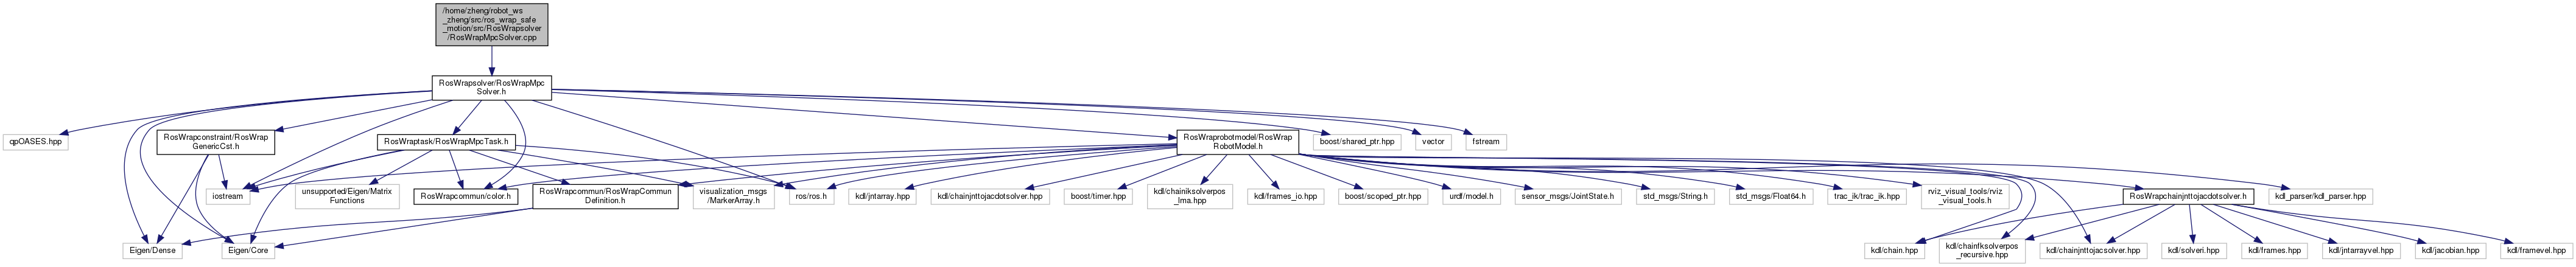 /home/zheng/robot_ws
_zheng/src/ros_wrap_safe
_motion/src/RosWrapsolver
/RosWrapMpcSolver.cpp
RosWrapsolver/RosWrapMpc
Solver.h
qpOASES.hpp
RosWrapconstraint/RosWrap
GenericCst.h
RosWraptask/RosWrapMpcTask.h
RosWraprobotmodel/RosWrap
RobotModel.h
boost/shared_ptr.hpp
vector
fstream
iostream
unsupported/Eigen/Matrix
Functions
RosWrapcommun/color.h
RosWrapcommun/RosWrapCommun
Definition.h
visualization_msgs
/MarkerArray.h
ros/ros.h
kdl/jntarray.hpp
kdl/chainjnttojacdotsolver.hpp
boost/timer.hpp
kdl/chainiksolverpos
_lma.hpp
kdl/frames_io.hpp
boost/scoped_ptr.hpp
urdf/model.h
sensor_msgs/JointState.h
std_msgs/String.h
std_msgs/Float64.h
trac_ik/trac_ik.hpp
rviz_visual_tools/rviz
_visual_tools.h
RosWrapchainjnttojacdotsolver.h
kdl_parser/kdl_parser.hpp
Eigen/Dense
Eigen/Core
kdl/chain.hpp
kdl/chainfksolverpos
_recursive.hpp
kdl/chainjnttojacsolver.hpp
kdl/solveri.hpp
kdl/frames.hpp
kdl/jntarrayvel.hpp
kdl/jacobian.hpp
kdl/framevel.hpp